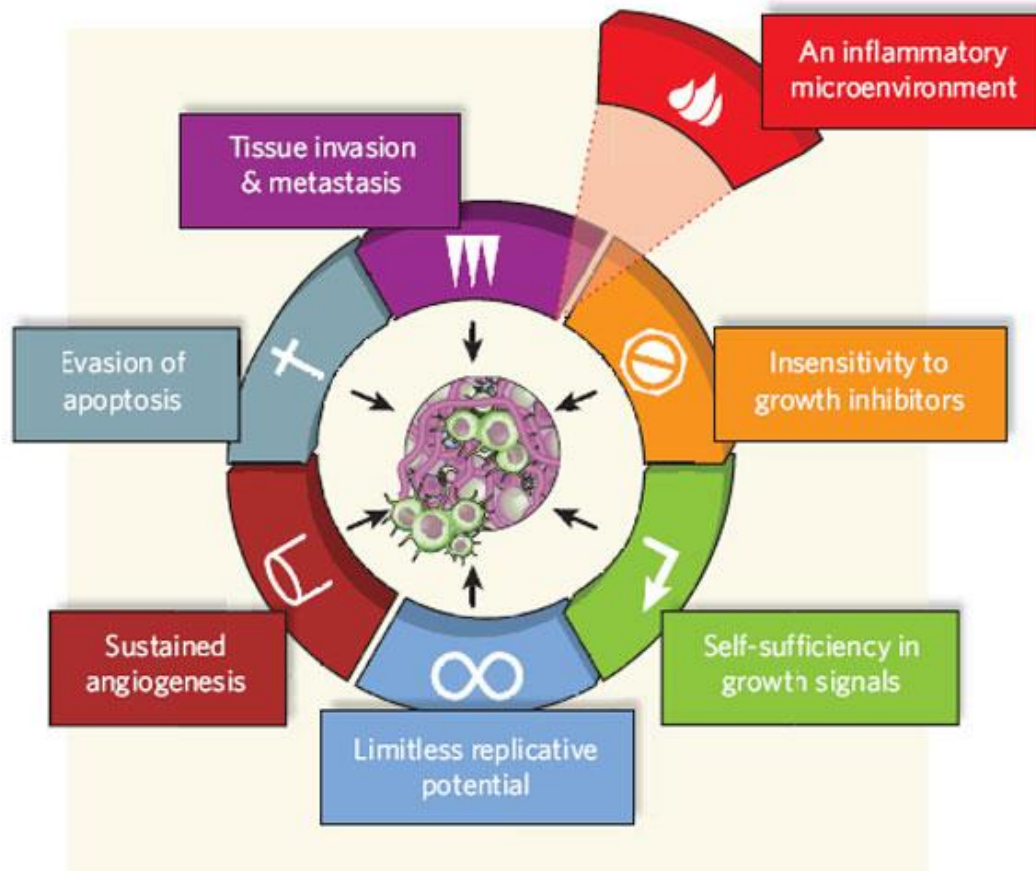 An inflammatory
microenvironment
Tissue invasion
& metastasis
Evasion of
apoptosis
Insensitivity to
growth inhibitors
Sustained
angiogenesis
Self-sufficiency in
growth signals
Limitless replicative
potential